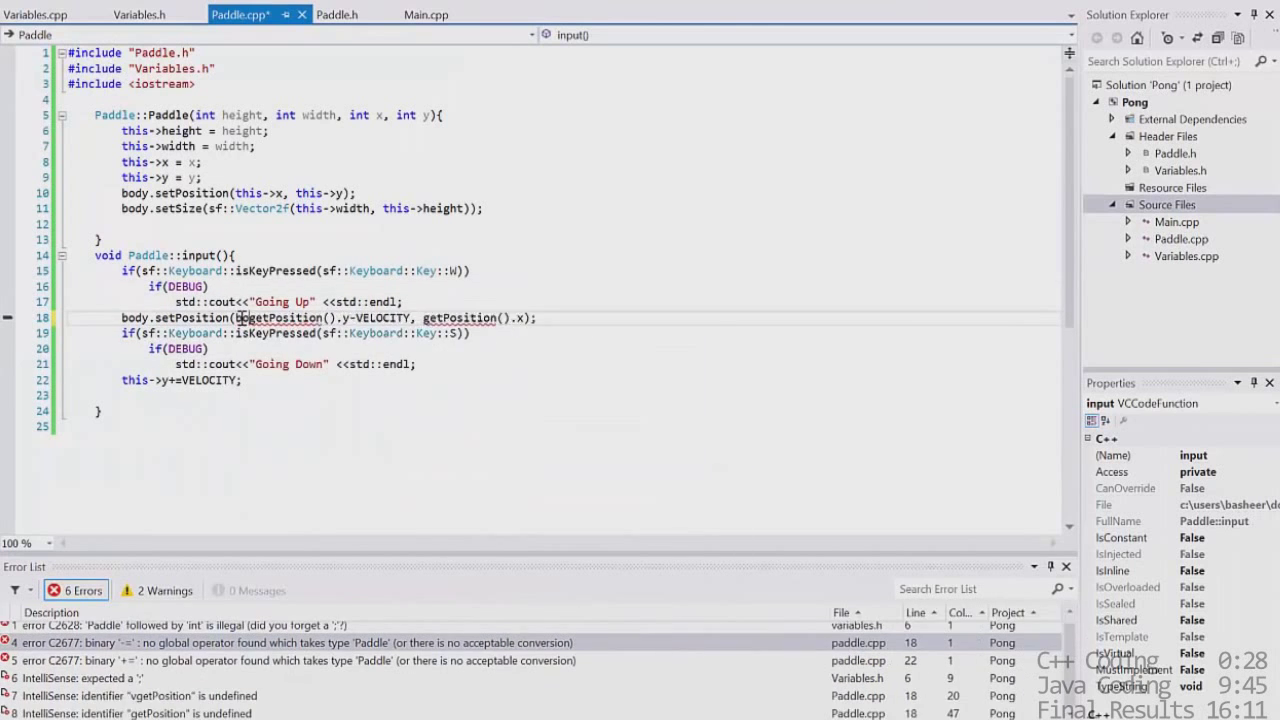 Variables.cpp Variables.h Paddle.cpp* Paddle.h Main.cpp
Paddle input()
1 #include "Paddle.h"
2 #include "Variables.h"
3 #include <iostream>
4
5 Paddle::Paddle(int height, int width, int x, int y){
6 this->height = height;
7 this->width = width;
8 this->x = x;
9 this->y = y;
10 body.setPosition(this->x, this->y);
11 body.setSize(sf::Vector2f(this->width, this->height));
12
13 }
14 void Paddle::input(){
15 if(sf::Keyboard::isKeyPressed(sf::Keyboard::Key::W))
16 if(DEBUG)
17 std::cout<<"Going Up" <<std::endl;
18 body.setPosition(bogetPosition().y-VELOCITY, getPosition().x);
19 if(sf::Keyboard::isKeyPressed(sf::Keyboard::Key::S))
20 if(DEBUG)
21 std::cout<<"Going Down" <<std::endl;
22 this->y+=VELOCITY;
23
24 }
25
100 %
Error List
6 Errors 2 Warnings 0 Messages Search Error List
Description File Line Col... Project
1 error C2628: 'Paddle' followed by 'int' is illegal (did you forget a ';'?) variables.h 6 1 Pong
4 error C2677: binary '-=' : no global operator found which takes type 'Paddle' (or there is no acceptable conversion) paddle.cpp 18 1 Pong
5 error C2677: binary '+=' : no global operator found which takes type 'Paddle' (or there is no acceptable conversion) paddle.cpp 22 1 Pong
6 IntelliSense: expected a ';' Variables.h 6 9 Pong
7 IntelliSense: identifier "vgetPosition" is undefined Paddle.cpp 18 20 Pong
8 IntelliSense: identifier "getPosition" is undefined Paddle.cpp 18 47 Pong
Solution Explorer
Search Solution Explorer (Ctrl+;)
Solution 'Pong' (1 project)
Pong
External Dependencies
Header Files
Paddle.h
Variables.h
Resource Files
Source Files
Main.cpp
Paddle.cpp
Variables.cpp
Properties
input VCCodeFunction
C++
(Name) input
Access private
CanOverride False
File c:\users\basheer\do
FullName Paddle::input
IsConstant False
IsInjected False
IsInline False
IsOverloaded False
IsSealed False
IsShared False
IsTemplate False
IsVirtual False
MustImplement False
TypeString void
C++
C++ Coding 0:28
Java Coding 9:45
Final Results 16:11